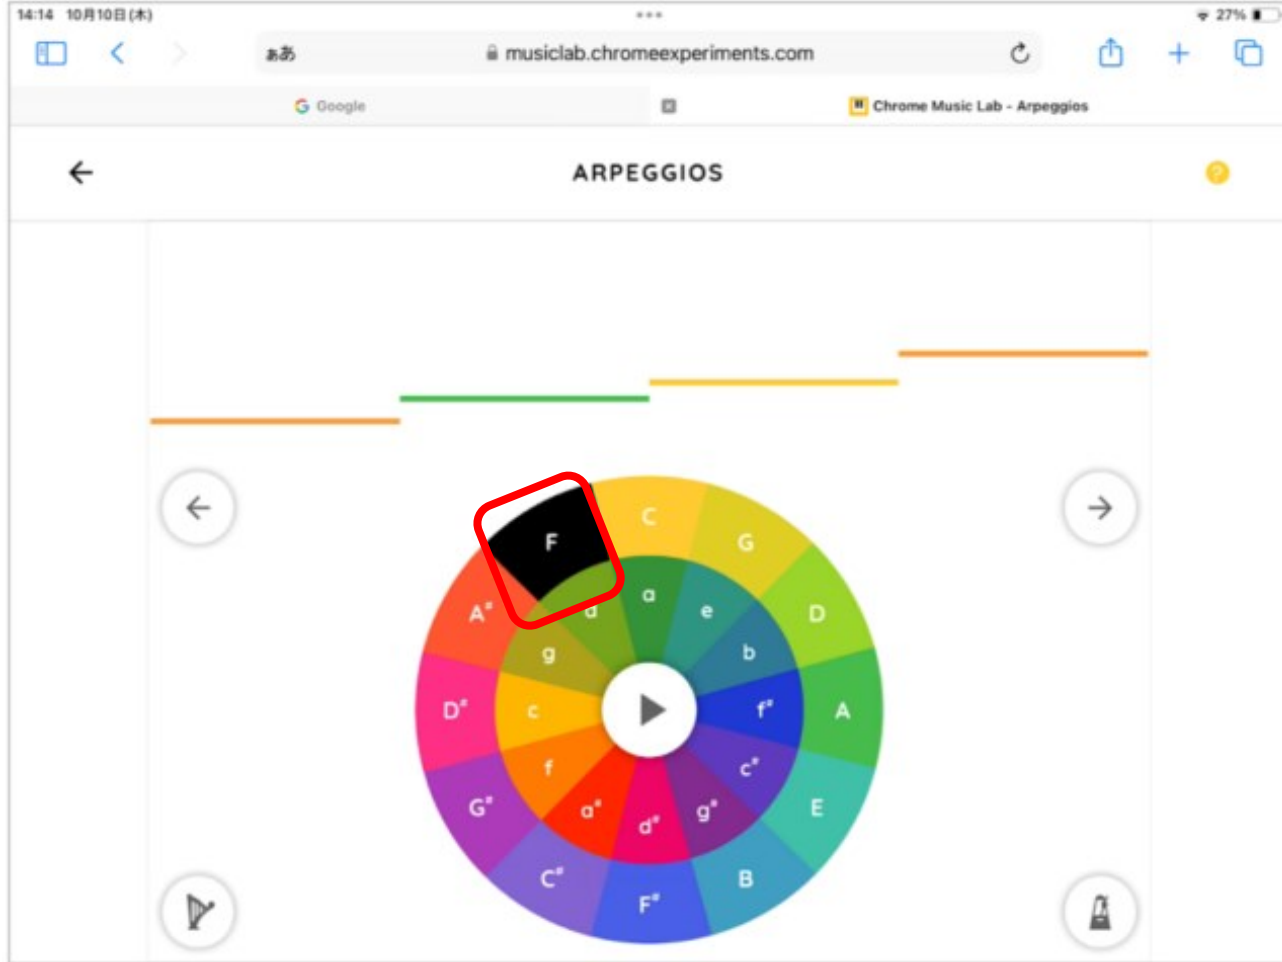 14:14 10月10日(木)
27%
ぁあ
musiclab.chromeexperiments.com
Google
Chrome Music Lab - Arpeggios
ARPEGGIOS
?
C
F
G
a
d
e
A#
D
g
b
D#
c
f#
A
f
c#
G#
a#
d#
g#
E
C#
B
F#